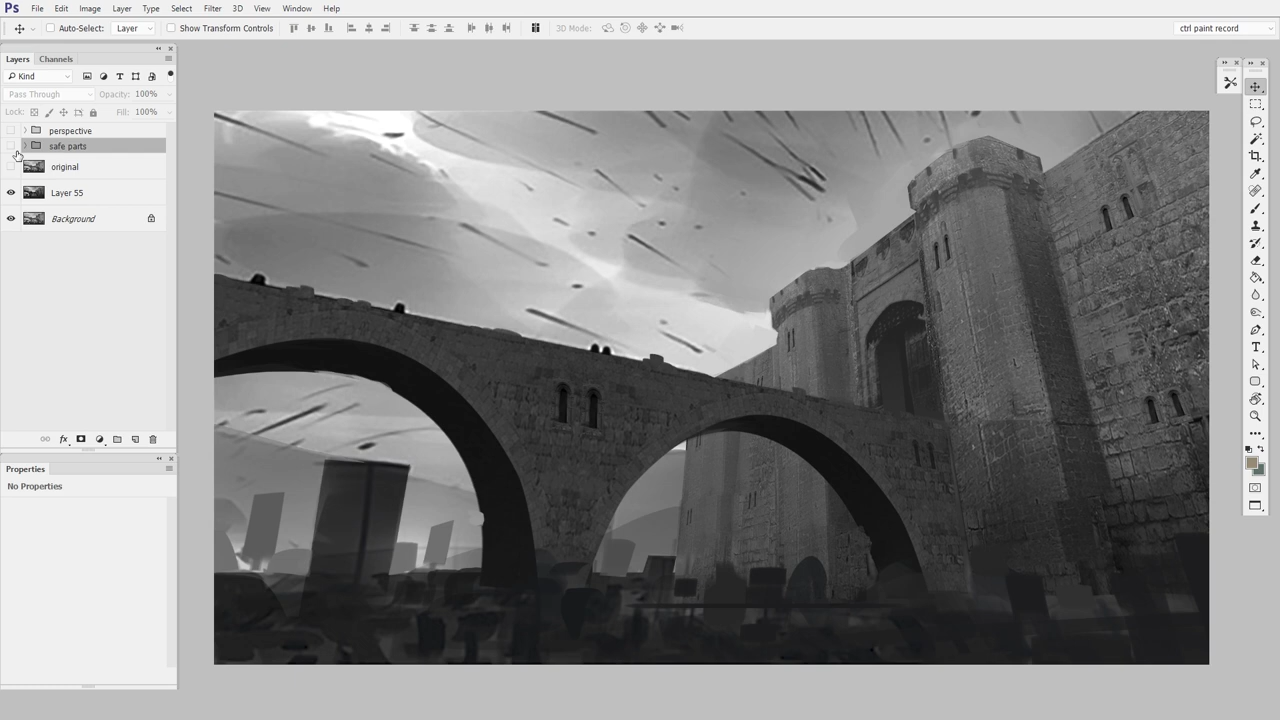 Ps File Edit Image Layer Type Select Filter 3D View Window Help
Auto-Select: Layer Show Transform Controls 3D Mode: ctrl paint record
Layers Channels
Kind
Pass Through Opacity: 100%
Lock: Fill: 100%
perspective
safe parts
original
Layer 55
Background
fx
Properties
No Properties